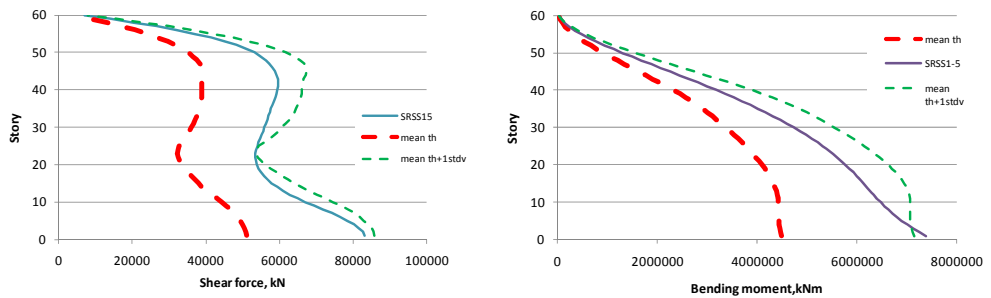 60
50
40
30
20
10
0
Story
0
20000
40000
60000
80000
100000
Shear force, kN
SRSS15
mean th
mean th+1stdv
60
50
40
30
20
10
0
Story
0
2000000
4000000
6000000
8000000
Bending moment,kNm
mean th
SRSS1-5
mean
th+1stdv